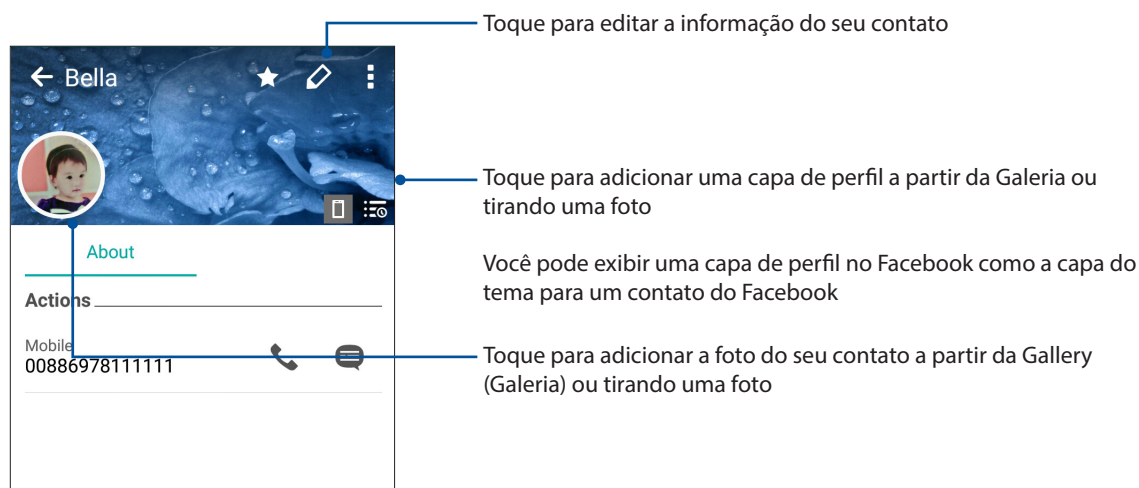 Toque para editar a informação do seu contato
Bella
Toque para adicionar uma capa de perfil a partir da Galeria ou
tirando uma foto
Você pode exibir uma capa de perfil no Facebook como a capa do
tema para um contato do Facebook
About
Actions
Mobile
00886978111111
Toque para adicionar a foto do seu contato a partir da Gallery
(Galeria) ou tirando uma foto